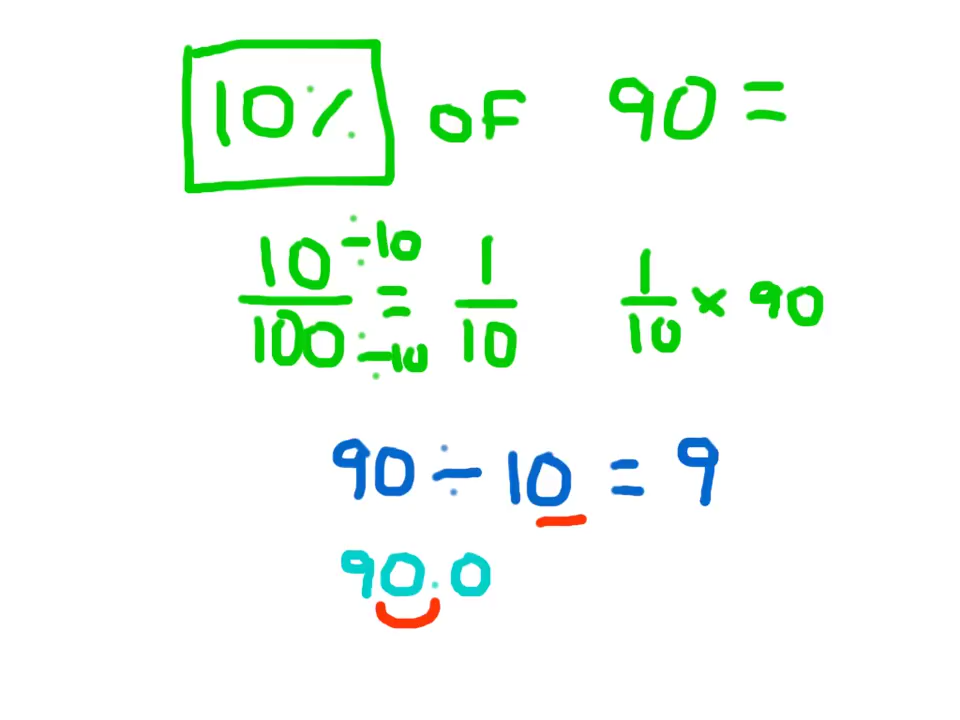 10% of 90 =
10/100 ÷10 = ÷10 1/10 1/10 × 90
90 ÷ 10 = 9
90.0